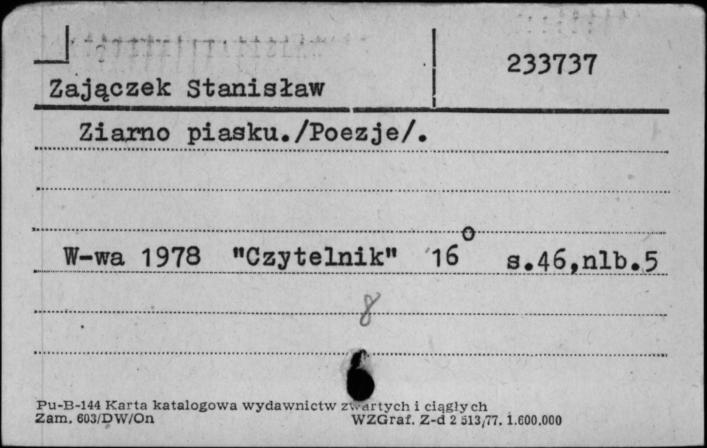 233737
Zajączek Stanisław
Ziarno piasku./Poezje/.
W-wa 1978 "Czytelnik" 16° s.46,nlb.5
8
Pu-B-144 Karta katalogowa wydawnictw zwartych i ciągłych
Zam. 603/DW/On WZGraf. Z-d 2 513/77. 1.600.000